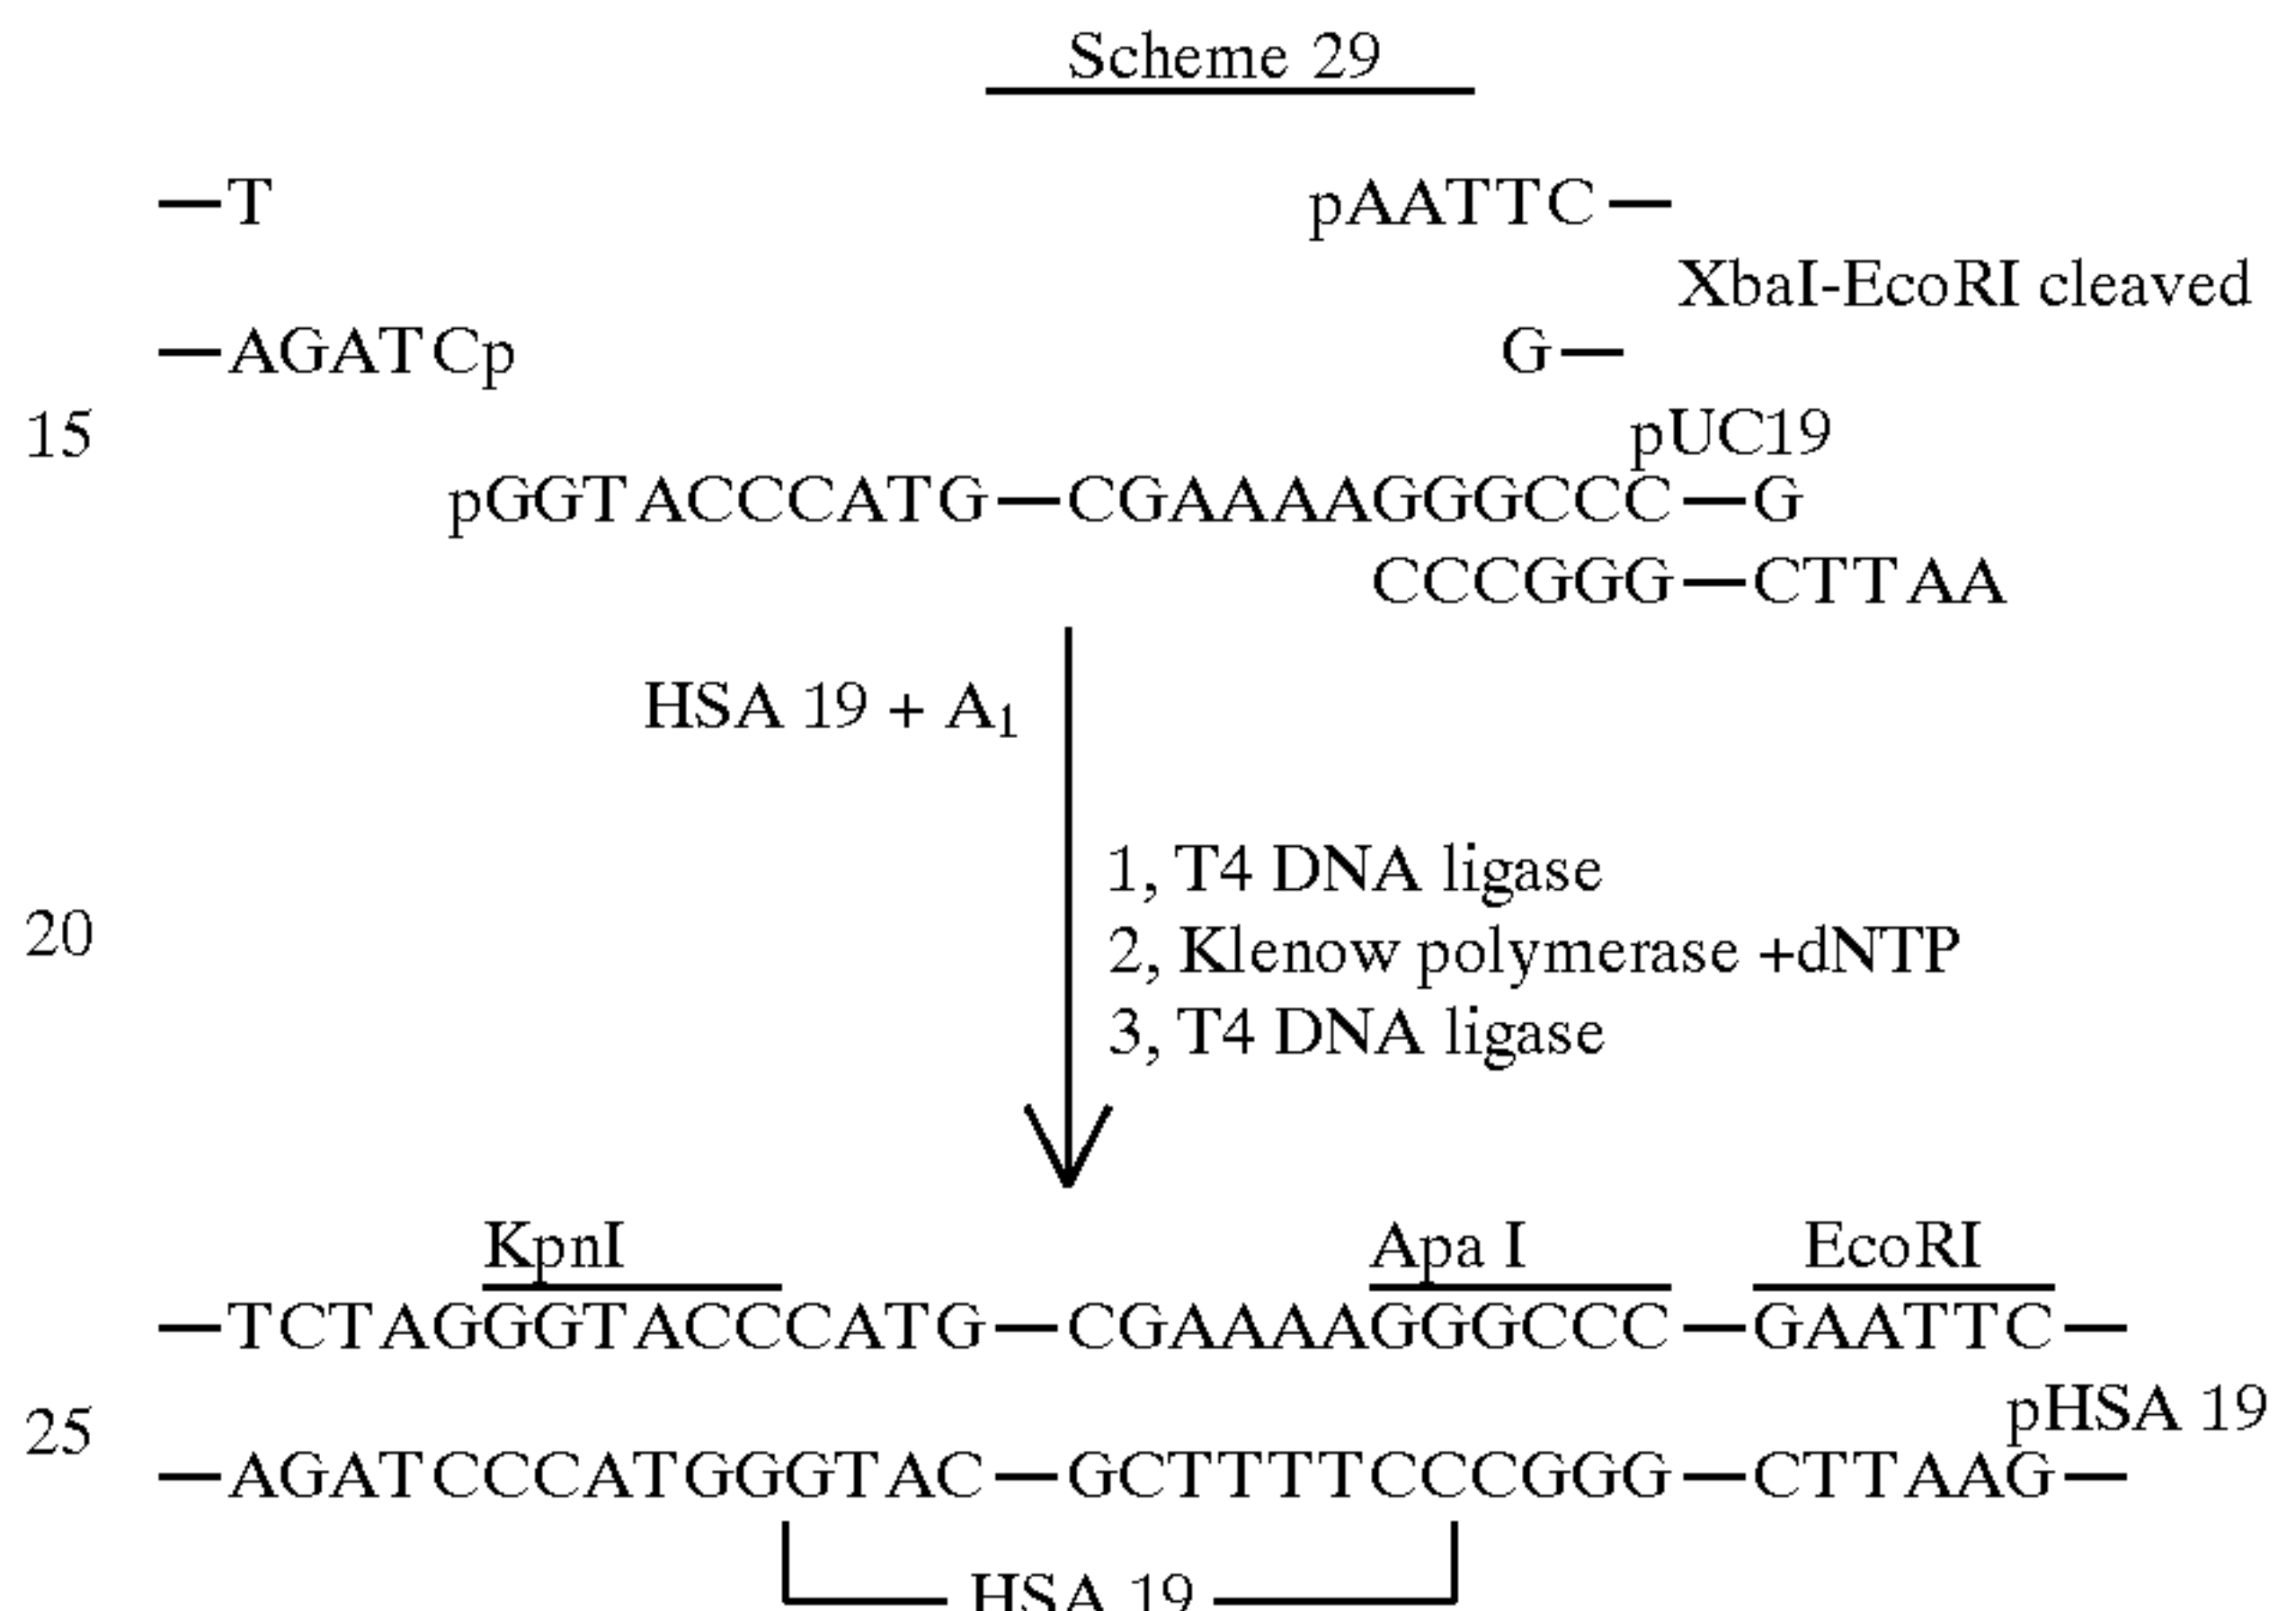 Scheme 29
—T pAATTC—
XbaI-EcoRI cleaved
—AGATCp G—
15 pUC19
pGGTACCCATG—CGAAAAGGGCCC—G
CCCGGG—CTTAA
HSA 19 + A1
1, T4 DNA ligase
20 2, Klenow polymerase +dNTP
3, T4 DNA ligase
KpnI Apa I EcoRI
—TCTAGGGTACCCATG—CGAAAAGGGCCC—GAATTC—
25 pHSA 19
—AGATCCCATGGGTAC—GCTTTTCCCGGG—CTTAAG—
HSA 19